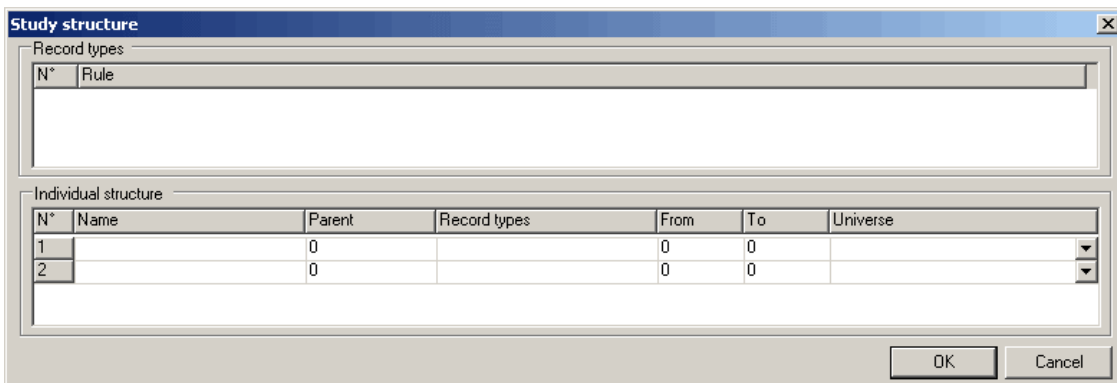 Study structure
Record types
N° Rule
Individual structure
N° Name Parent Record types From To Universe
1 0 0 0
2 0 0 0
OK Cancel